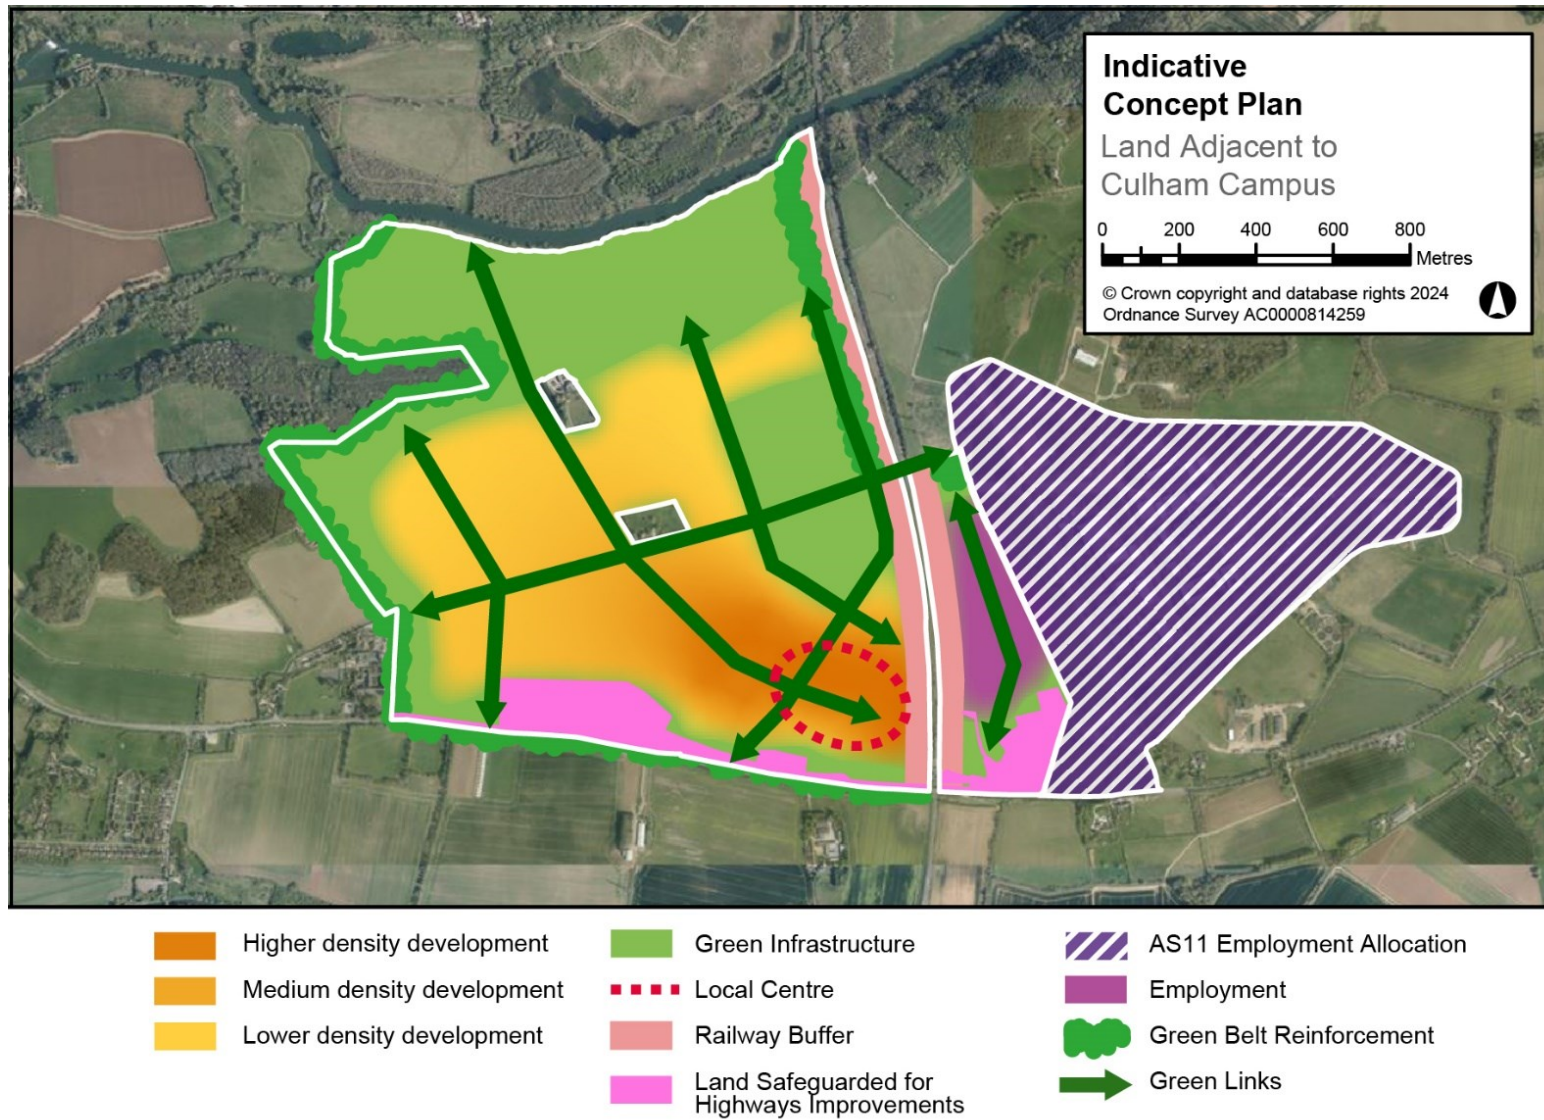 Indicative
Concept Plan
Land Adjacent to
Culham Campus
0 200 400 600 800
Metres
© Crown copyright and database rights 2024
Ordnance Survey AC0000814259
Higher density development
Medium density development
Lower density development
Green Infrastructure
Local Centre
Railway Buffer
Land Safeguarded for
Highways Improvements
AS11 Employment Allocation
Employment
Green Belt Reinforcement
Green Links